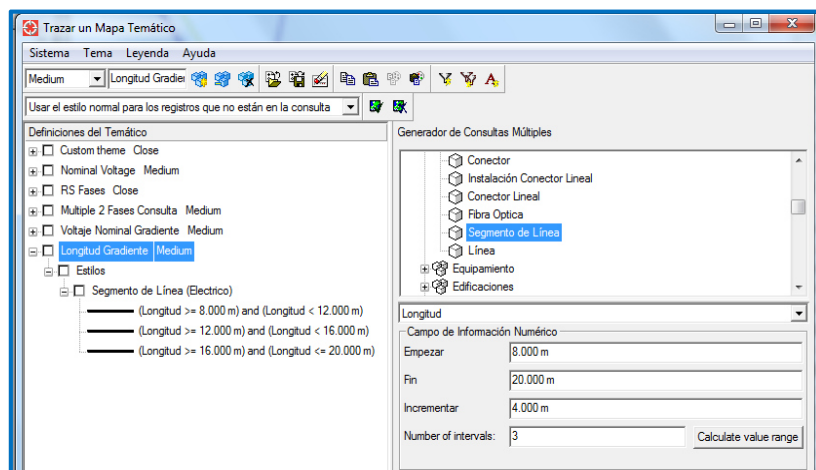 Trazar un Mapa Temático
Sistema Tema Leyenda Ayuda
Medium Longitud Gradie
Usar el estilo normal para los registros que no están en la consulta
Definiciones del Temático
Custom theme Close
Nominal Voltage Medium
RS Fases Close
Multiple 2 Fases Consulta Medium
Voltaje Nominal Gradiente Medium
Longitud Gradiente Medium
Estilos
Segmento de Línea (Electrico)
(Longitud >= 8.000 m) and (Longitud < 12.000 m)
(Longitud >= 12.000 m) and (Longitud < 16.000 m)
(Longitud >= 16.000 m) and (Longitud <= 20.000 m)
Generador de Consultas Múltiples
Conector
Instalación Conector Lineal
Conector Lineal
Fibra Optica
Segmento de Línea
Línea
Equipamiento
Edificaciones
Longitud
Campo de Información Numérico
Empezar 8.000 m
Fin 20.000 m
Incrementar 4.000 m
Number of intervals: 3 Calculate value range